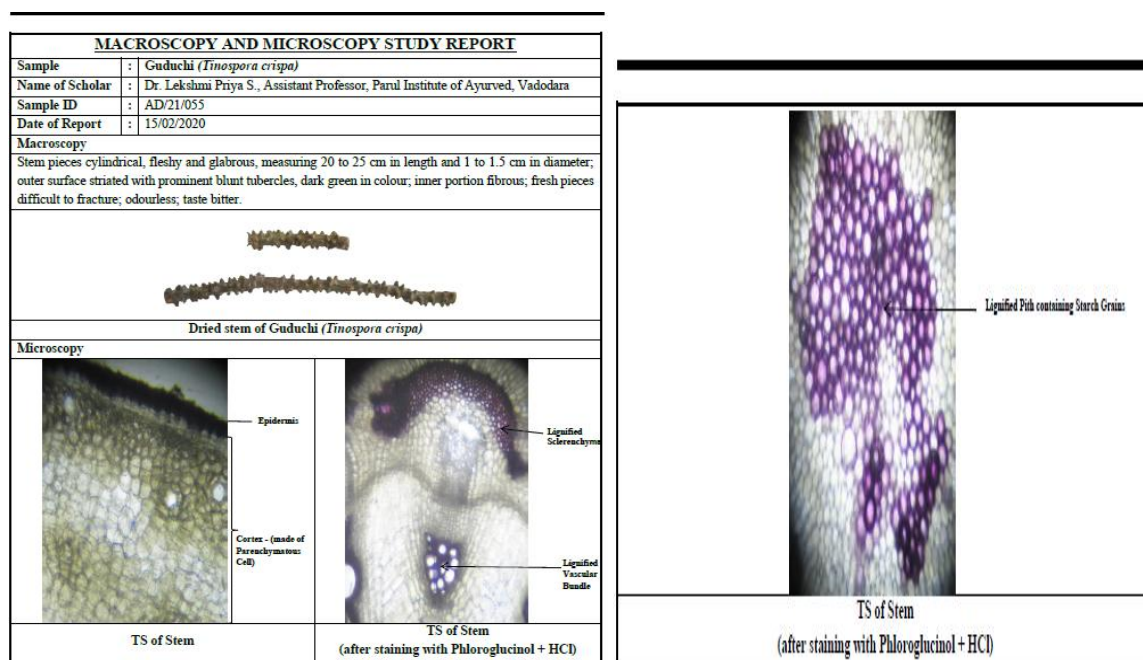 MACROSCOPY AND MICROSCOPY STUDY REPORT
Sample : Guduchi (Tinospora crispa)
Name of Scholar : Dr. Lekshmi Priya S., Assistant Professor, Parul Institute of Ayurved, Vadodara
Sample ID : AD/21/055
Date of Report : 15/02/2020
Macroscopy
Stem pieces cylindrical, fleshy and glabrous, measuring 20 to 25 cm in length and 1 to 1.5 cm in diameter;
outer surface striated with prominent blunt tubercles, dark green in colour; inner portion fibrous; fresh pieces
difficult to fracture; odourless; taste bitter.
Dried stem of Guduchi (Tinospora crispa)
Microscopy
Epidermis
Cortex - (made of
Parenchymatous
Cell)
TS of Stem
Lignified
Sclerenchyma
Lignified
Vascular
Bundle
TS of Stem
(after staining with Phloroglucinol + HCl)
Lignified Pith containing Starch Grains
TS of Stem
(after staining with Phloroglucinol + HCl)